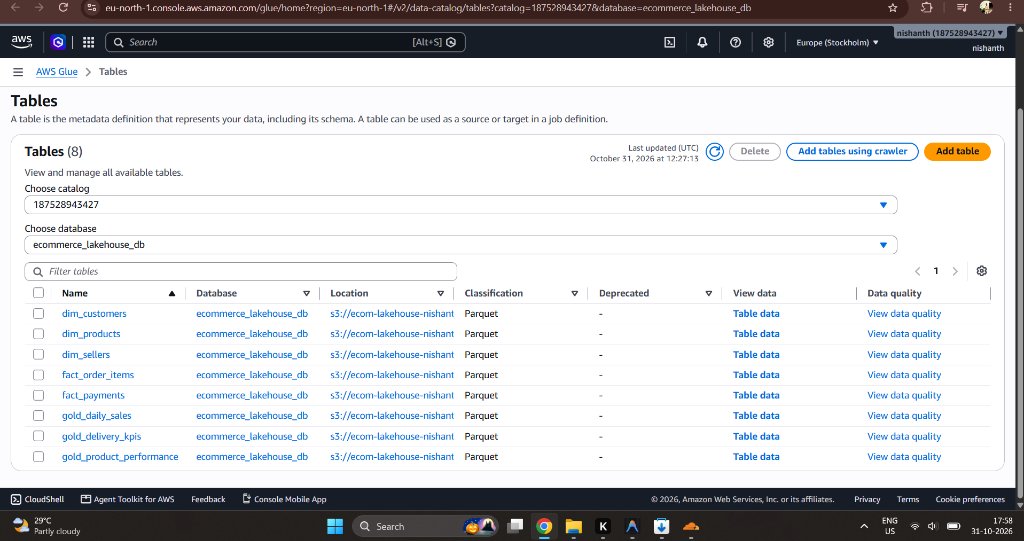 eu-north-1.console.aws.amazon.com/glue/home?region=eu-north-1#/v2/data-catalog/tables?catalog=187528943427&database=ecommerce_lakehouse_db
aws Search [Alt+S] Europe (Stockholm) nishanth (187528943427)
nishanth
AWS Glue Tables
Tables
A table is the metadata definition that represents your data, including its schema. A table can be used as a source or target in a job definition.
Tables (8)
Last updated (UTC)
October 31, 2026 at 12:27:13
Delete Add tables using crawler Add table
View and manage all available tables.
Choose catalog
187528943427
Choose database
ecommerce_lakehouse_db
Filter tables 1
Name Database Location Classification Deprecated View data Data quality
dim_customers ecommerce_lakehouse_db s3://ecom-lakehouse-nishant Parquet - Table data View data quality
dim_products ecommerce_lakehouse_db s3://ecom-lakehouse-nishant Parquet - Table data View data quality
dim_sellers ecommerce_lakehouse_db s3://ecom-lakehouse-nishant Parquet - Table data View data quality
fact_order_items ecommerce_lakehouse_db s3://ecom-lakehouse-nishant Parquet - Table data View data quality
fact_payments ecommerce_lakehouse_db s3://ecom-lakehouse-nishant Parquet - Table data View data quality
gold_daily_sales ecommerce_lakehouse_db s3://ecom-lakehouse-nishant Parquet - Table data View data quality
gold_delivery_kpis ecommerce_lakehouse_db s3://ecom-lakehouse-nishant Parquet - Table data View data quality
gold_product_performance ecommerce_lakehouse_db s3://ecom-lakehouse-nishant Parquet - Table data View data quality
CloudShell Agent Toolkit for AWS Feedback Console Mobile App © 2026, Amazon Web Services, Inc. or its affiliates. Privacy Terms Cookie preferences
29°C
Partly cloudy
Search
K
ENG
US
17:58
31-10-2026